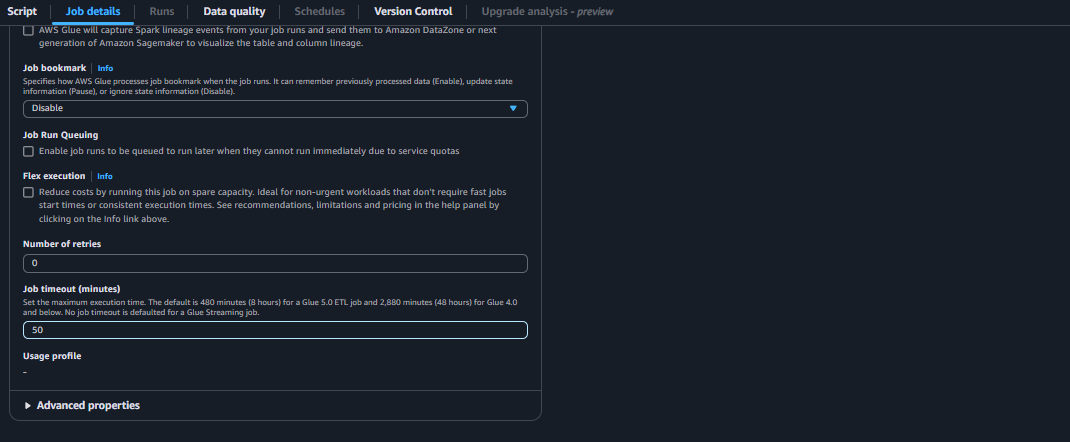 Script Job details Runs Data quality Schedules Version Control Upgrade analysis - preview
AWS Glue will capture Spark lineage events from your job runs and send them to Amazon DataZone or next
generation of Amazon Sagemaker to visualize the table and column lineage.
Job bookmark | Info
Specifies how AWS Glue processes job bookmark when the job runs. It can remember previously processed data (Enable), update state
information (Pause), or ignore state information (Disable).
Disable
Job Run Queuing
Enable job runs to be queued to run later when they cannot run immediately due to service quotas
Flex execution | Info
Reduce costs by running this job on spare capacity. Ideal for non-urgent workloads that don't require fast jobs
start times or consistent execution times. See recommendations, limitations and pricing in the help panel by
clicking on the Info link above.
Number of retries
0
Job timeout (minutes)
Set the maximum execution time. The default is 480 minutes (8 hours) for a Glue 5.0 ETL job and 2,880 minutes (48 hours) for Glue 4.0
and below. No job timeout is defaulted for a Glue Streaming job.
50
Usage profile
-
Advanced properties